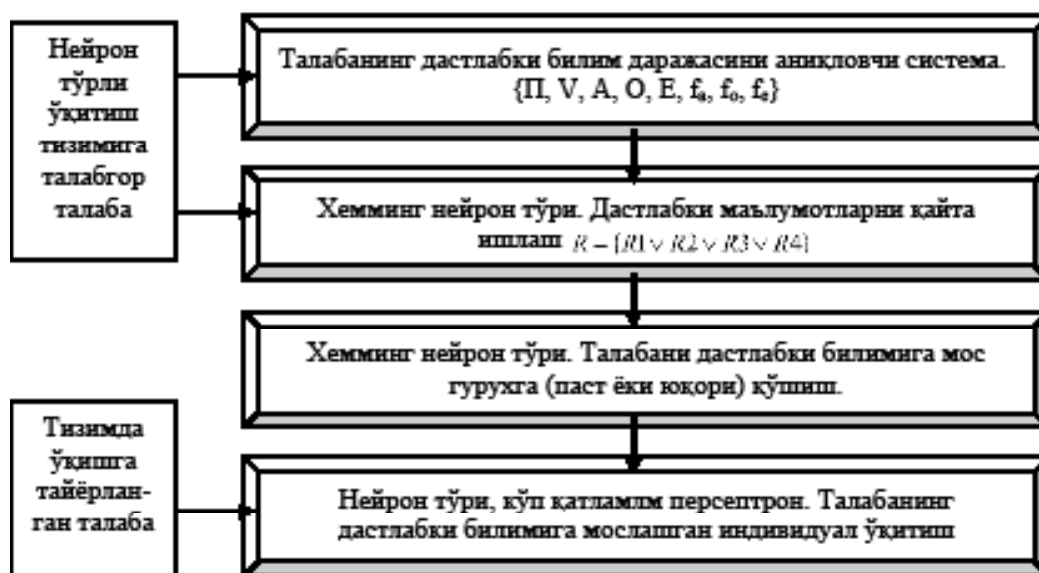 Нейрон
тўрли
ўқитиш
тизимига
талабгор
талаба
Талабанинг дастлабки билим даражасини аниқловчи система.
{П, V, A, O, E, fₐ, fₒ, fₑ}
Хемминг нейрон тўри. Дастлабки маълумотларни қайта
ишлаш R = {R1 ∨ R2 ∨ R3 ∨ R4}
Хемминг нейрон тўри. Талабани дастлабки билимига мос
гурухга (паст ёки юқори) қўшиш.
Тизимда
ўқишга
тайёрлан-
ган талаба
Нейрон тўри, кўп қатламлм персептрон. Талабанинг
дастлабки билимига мослашган индивидуал ўқитиш